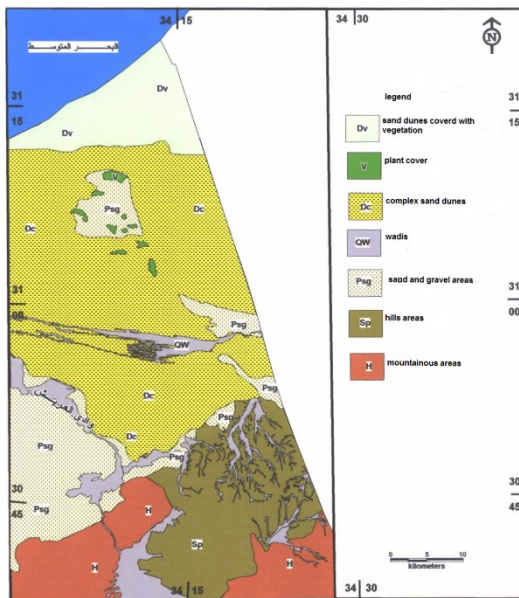 34
15
34
30
البحر المتوسط
N
31
15
31
15
legend
Dv
sand dunes coverd with
vegetation
V
plant cover
Dc
complex sand dunes
QW
wadis
Psg
sand and gravel areas
Sp
hills areas
H
mountainous areas
Dv
Dv
V
Psg
Dc
Dc
31
00
31
00
Psg
QW
Dc
Psg
Psg
Dc
Psg
Psg
30
45
30
45
Psg
H
Sp
H
H
0 5 10
kilometers
34
15
34
30